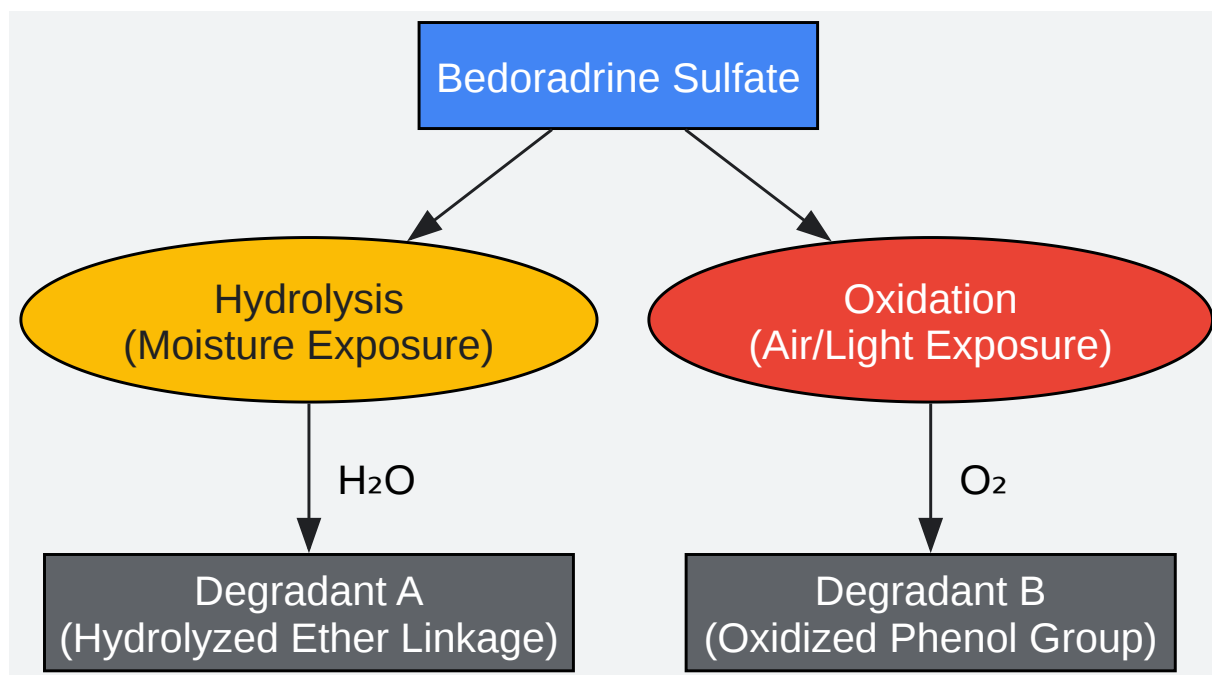 Bedoradrine Sulfate
Hydrolysis
(Moisture Exposure)
Oxidation
(Air/Light Exposure)
H₂O
O₂
Degradant A
(Hydrolyzed Ether Linkage)
Degradant B
(Oxidized Phenol Group)